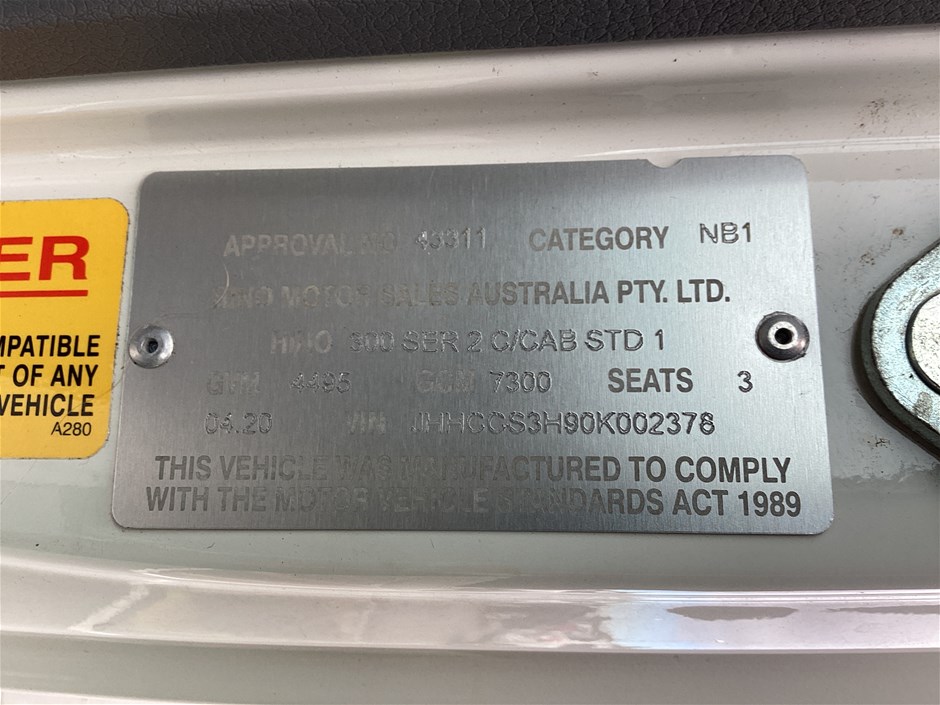 APPROVAL NO 43311 CATEGORY NB1
HINO MOTOR SALES AUSTRALIA PTY. LTD.
HINO 300 SER 2 C/CAB STD 1
GVM 4495 GCM 7300 SEATS 3
04.20 VIN JHHCCS3H90K002378
THIS VEHICLE WAS MANUFACTURED TO COMPLY
WITH THE MOTOR VEHICLE STANDARDS ACT 1989
ER
MPATIBLE
T OF ANY
VEHICLE
A280